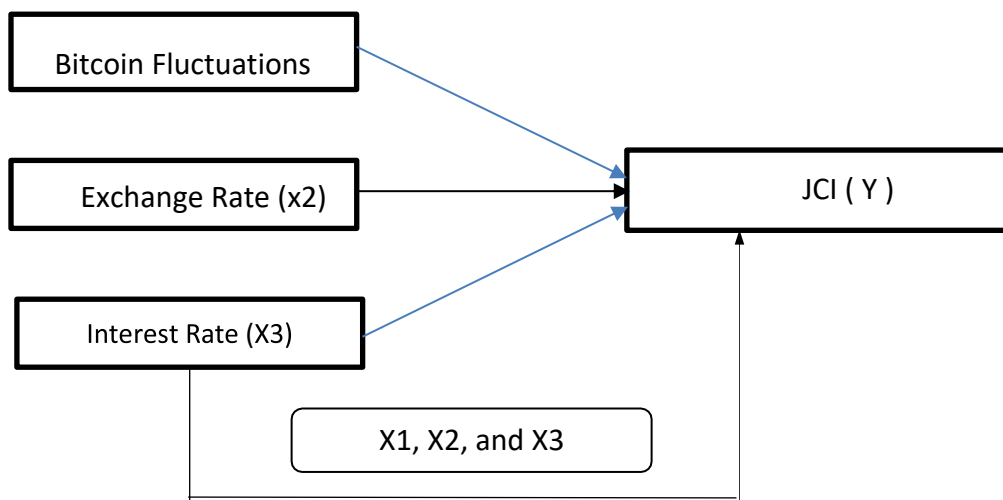 Bitcoin Fluctuations
Exchange Rate (x2)
JCI ( Y )
Interest Rate (X3)
X1, X2, and X3